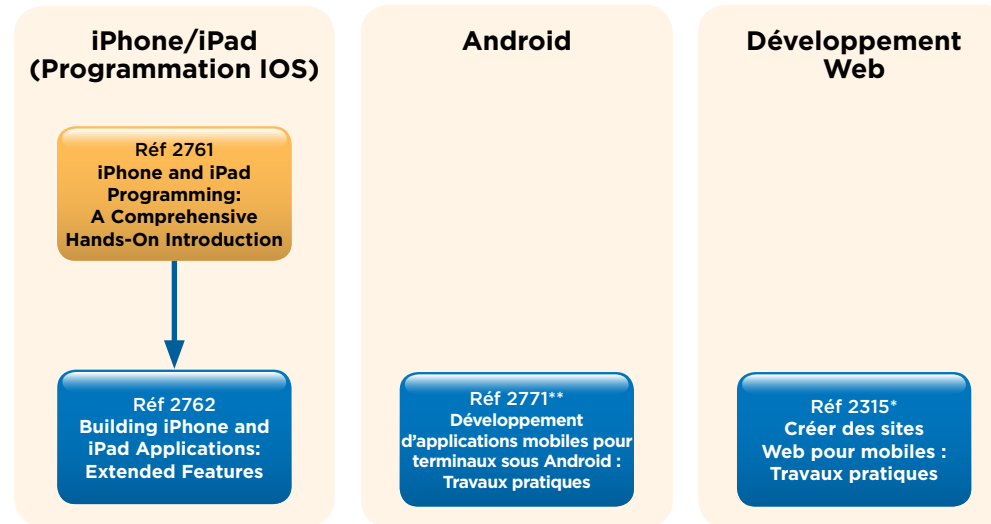 iPhone/iPad
(Programmation IOS)
Réf 2761
iPhone and iPad
Programming:
A Comprehensive
Hands-On Introduction
Réf 2762
Building iPhone and
iPad Applications:
Extended Features
Android
Réf 2771**
Développement
d’applications mobiles pour
terminaux sous Android :
Travaux pratiques
Développement
Web
Réf 2315*
Créer des sites
Web pour mobiles :
Travaux pratiques